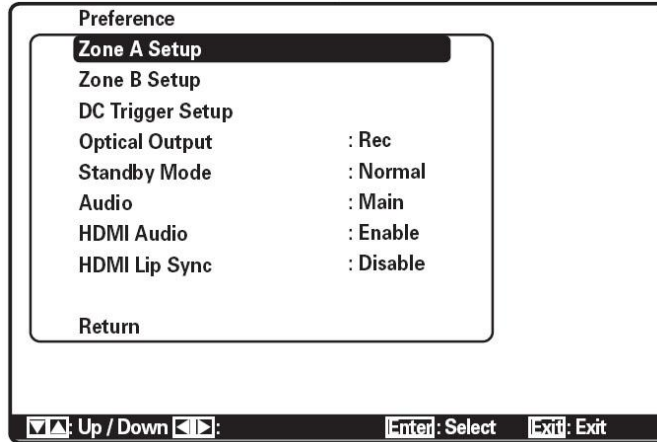 Preference
Zone A Setup
Zone B Setup
DC Trigger Setup
Optical Output : Rec
Standby Mode : Normal
Audio : Main
HDMI Audio : Enable
HDMI Lip Sync : Disable
Return
▼▲: Up / Down ◀▶: Enter: Select Exit: Exit